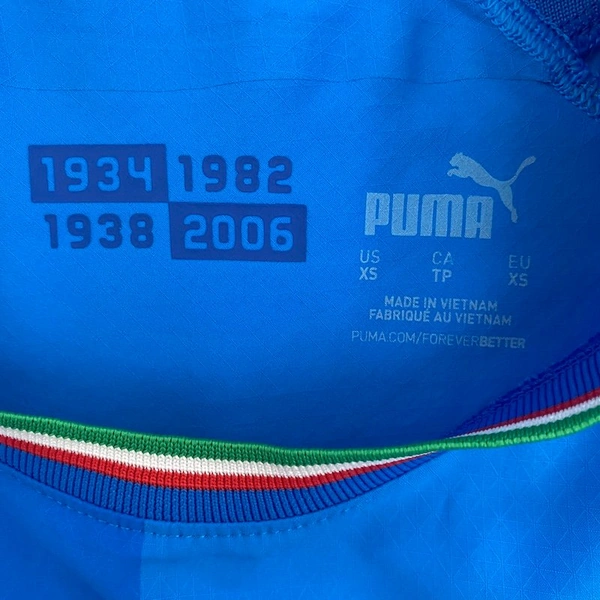 1934 1982
1938 2006
PUMA
US CA EU
XS TP XS
MADE IN VIETNAM
FABRIQUÉ AU VIETNAM
PUMA.COM/FOREVERBETTER